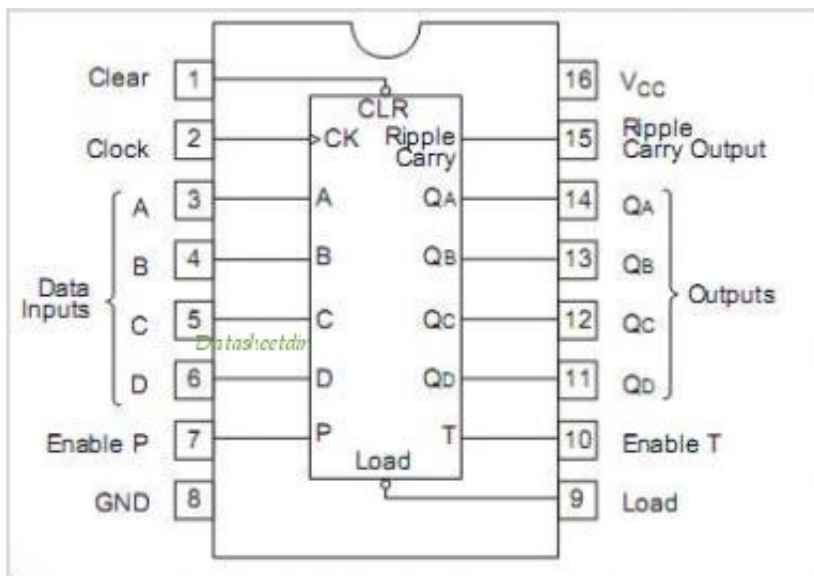 Clear 1 16 VCC
CLR
Clock 2 CK Ripple Carry 15 Ripple Carry Output
A 3 A QA 14 QA
B 4 B QB 13 QB
Data Inputs Outputs
C 5 C QC 12 QC
Datasheetdir
D 6 D QD 11 QD
Enable P 7 P T 10 Enable T
Load
GND 8 9 Load